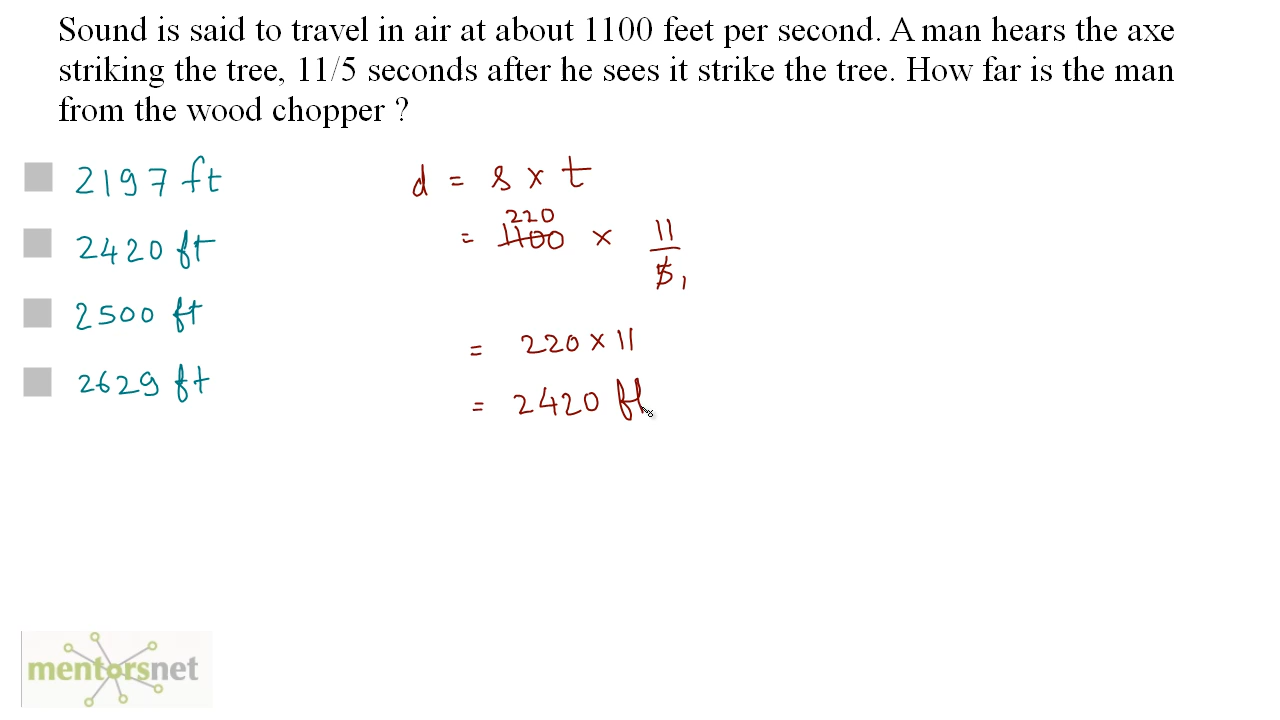 Sound is said to travel in air at about 1100 feet per second. A man hears the axe
striking the tree, 11/5 seconds after he sees it strike the tree. How far is the man
from the wood chopper ?
2197 ft
2420 ft
2500 ft
2629 ft
d = s x t
220
= 1100 x 11
5 1
= 220 x 11
= 2420 ft
mentorsnet